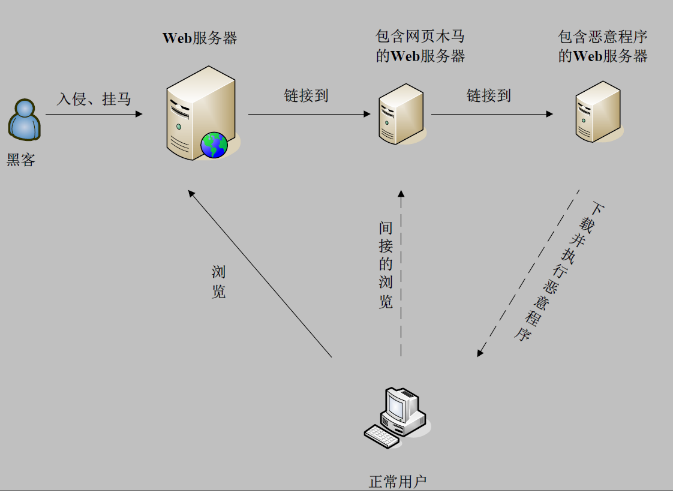 Web服务器
包含网页木马
的Web服务器
包含恶意程序
的Web服务器
入侵、挂马
链接到
链接到
黑客
浏览
间接的浏览
下载并执行恶意程序
正常用户